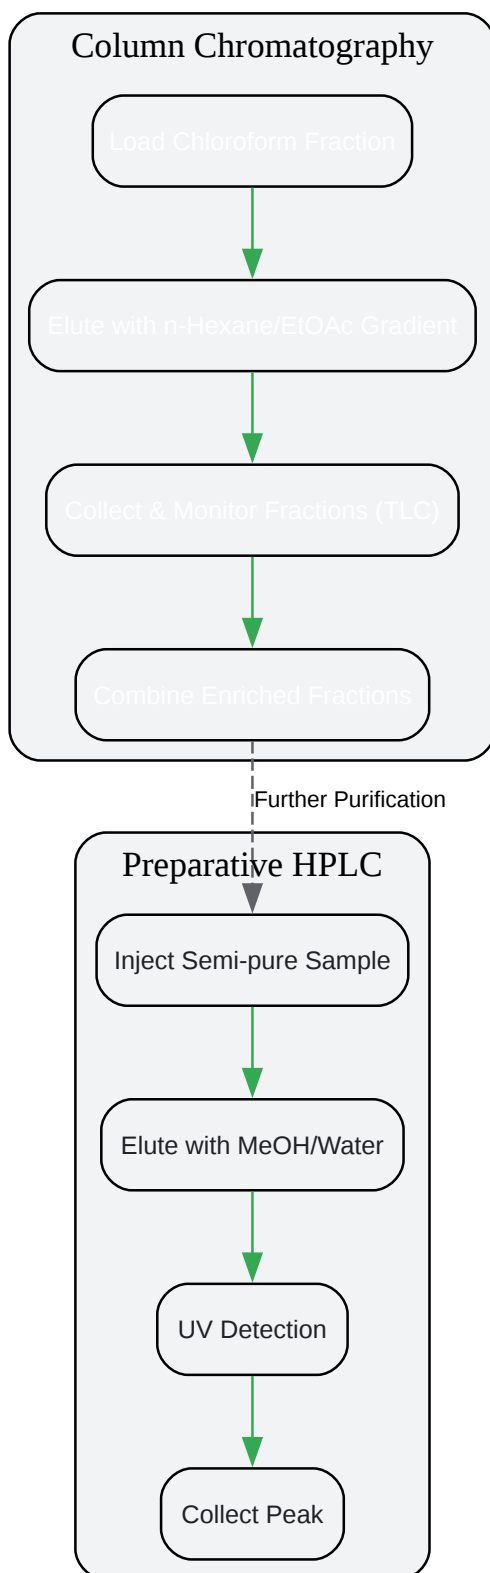 Column Chromatography
Load Chloroform Fraction
Elute with n-Hexane/EtOAc Gradient
Collect & Monitor Fractions (TLC)
Combine Enriched Fractions
Further Purification
Preparative HPLC
Inject Semi-pure Sample
Elute with MeOH/Water
UV Detection
Collect Peak